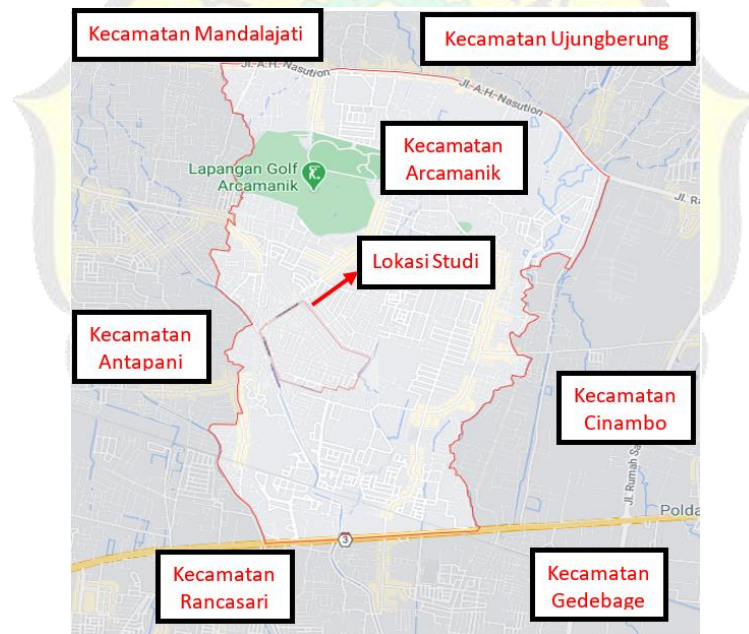 Kecamatan Mandalajati
Kecamatan Ujungberung
Jl. A.H. Nasution
Jl. A.H. Nasution
Kecamatan
Arcamanik
Lapangan Golf
Arcamanik
Jl. Ra
Lokasi Studi
Kecamatan
Antapani
Kecamatan
Cinambo
Jl. Rumah Sa
Polda
3
Kecamatan
Rancasari
Kecamatan
Gedebage